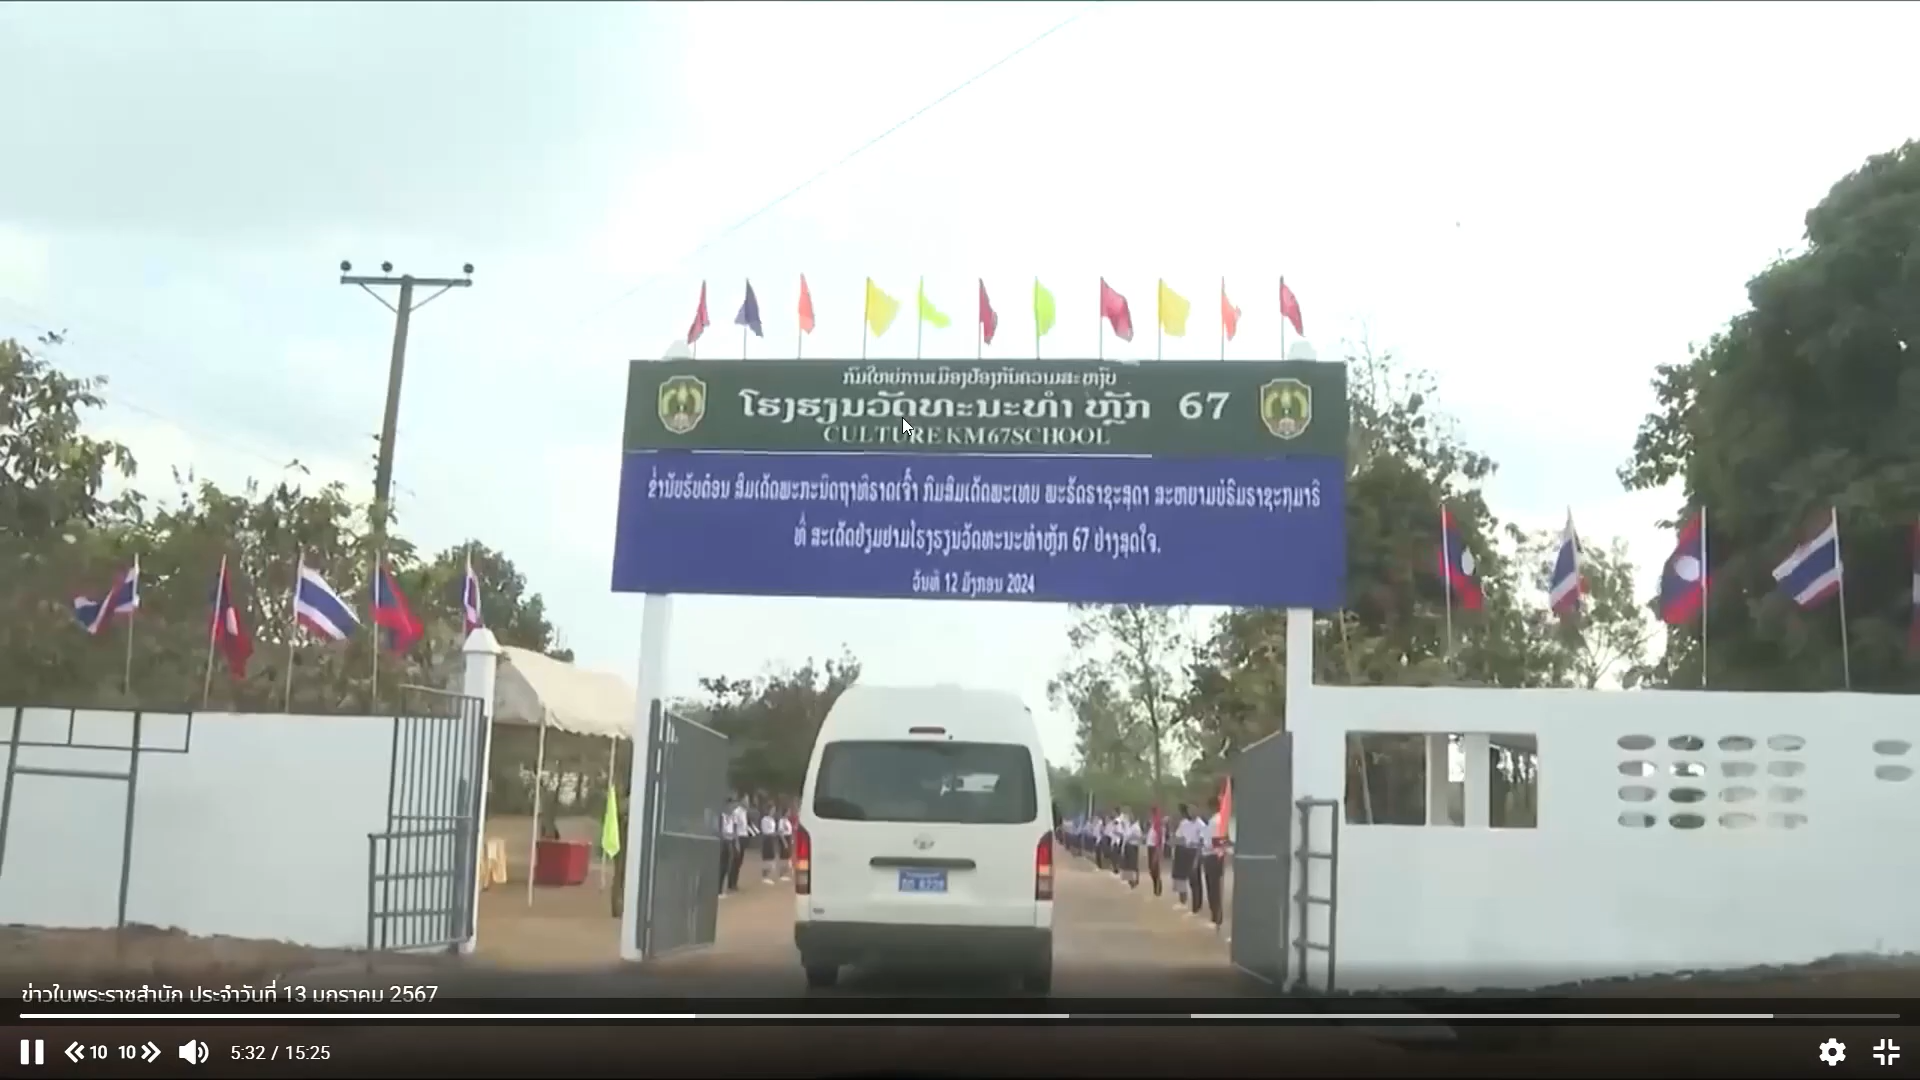 ກົມໃຫຍ່ການເມືອງປ້ອງກັນຄວາມສະຫງົບ
ໂຮງຮຽນວັດທະນະທຳ ຫຼັກ 67
CULTURE KM67SCHOOL
ຂໍ່ານັບຮັບຕ້ອນ ສົມເດັດພະກະນິດຖາທິຣາດເຈົ້າ ກົມສົມເດັດພະເທບ ພະຣັດຣາຊະສຸດາ ສະຫຍາມບໍຣົມຣາຊະກຸມາຣີ
ທີ່ ສະເດັດຢ້ຽມຢາມໂຮງຮຽນວັດທະນະທຳຫຼັກ 67 ຢ່າງສຸດໃຈ.
ວັນທີ 12 ມັງກອນ 2024
ข่าวในพระราชสำนัก ประจำวันที่ 13 มกราคม 2567
10 10 5:32 / 15:25